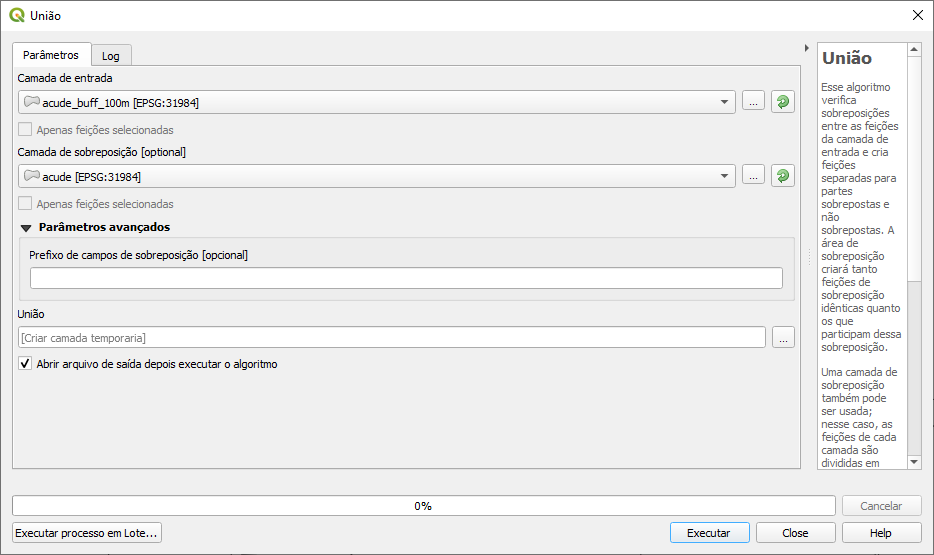 União
Parâmetros
Log
Camada de entrada
acude_buff_100m [EPSG:31984]
...
Apenas feições selecionadas
Camada de sobreposição [optional]
acude [EPSG:31984]
...
Apenas feições selecionadas
Parâmetros avançados
Prefixo de campos de sobreposição [opcional]
União
[Criar camada temporaria]
...
Abrir arquivo de saída depois executar o algoritmo
União
Esse algoritmo
verifica
sobreposições
entre as feições
da camada de
entrada e cria
feições
separadas para
partes
sobrepostas e
não
sobrepostas. A
área de
sobreposição
criará tanto
feições de
sobreposição
idênticas quanto
os que
participam dessa
sobreposição.
Uma camada de
sobreposição
também pode
ser usada;
nesse caso, as
feições de cada
camada são
divididas em
0%
Cancelar
Executar processo em Lote...
Executar
Close
Help